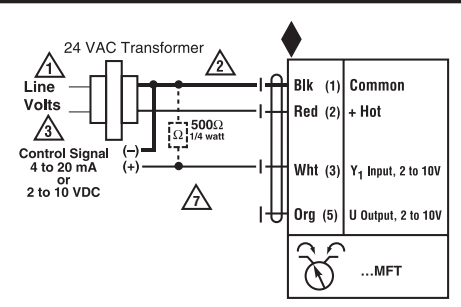 24 VAC Transformer
1
2
Line
Volts
3
Blk (1) Common
Red (2) + Hot
Ω 500Ω
1/4 watt
Control Signal (–)
4 to 20 mA (+)
or
2 to 10 VDC
Wht (3) Y1 Input, 2 to 10V
7
Org (5) U Output, 2 to 10V
...MFT